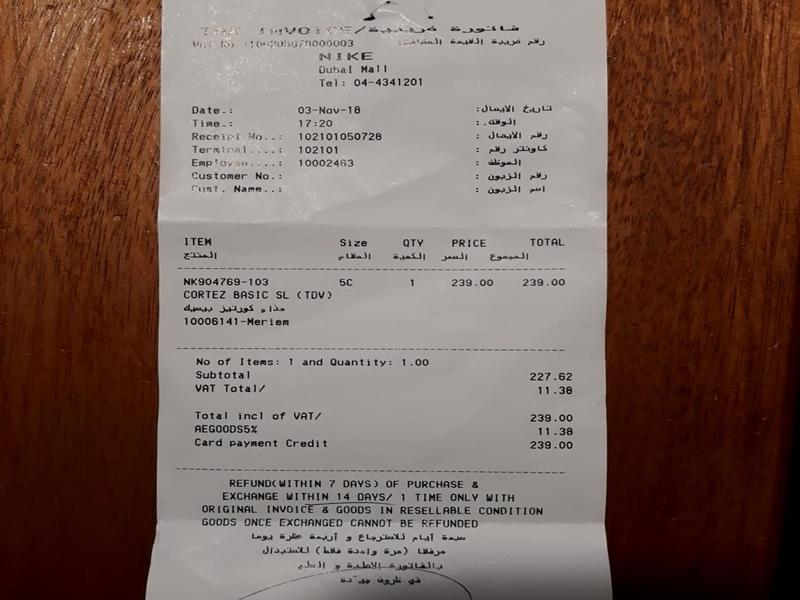 TAX INVOICE/فاتورة ضريبية
Vat No.: رقم ضريبة القيمة المضافة:
NIKE
Dubai Mall
Tel: 04-4341201
Date.: 03-Nov-18 تاريخ الايصال:
Time.: 17:20 الوقت.:
Receipt No..: 102101050728 رقم الايصال :
Terminal....: 102101 كاونتر رقم :
Employee....: 10002463 الموظف :
Customer No.: رقم الزبون :
Cust. Name..: اسم الزبون :
ITEM Size QTY PRICE TOTAL
المنتج المقاس الكمية السعر المجموع
NK904769-103 5C 1 239.00 239.00
CORTEZ BASIC SL (TDV)
حذاء كورتيز بيسيك
10006141-Meriem
No of Items: 1 and Quantity: 1.00
Subtotal 227.62
VAT Total/ 11.38
Total incl of VAT/ 239.00
AEGOODS5% 11.38
Card payment Credit 239.00
REFUND(WITHIN 7 DAYS) OF PURCHASE &
EXCHANGE WITHIN 14 DAYS/ 1 TIME ONLY WITH
ORIGINAL INVOICE & GOODS IN RESELLABLE CONDITION
GOODS ONCE EXCHANGED CANNOT BE REFUNDED
سبعة أيام للاسترجاع و أربعة عشرة يوما
مرفقا (مرة واحدة فقط) للاستبدال
بالفاتورة الأصلية و السلع
في ظروف جيدة